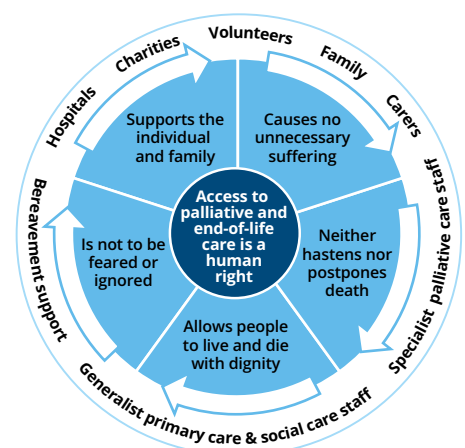 Volunteers
Family
Carers
Specialist palliative care staff
Generalist primary care & social care staff
Bereavement support
Hospitals
Charities
Supports the
individual
and family
Causes no
unnecessary
suffering
Neither
hastens nor
postpones
death
Allows people
to live and die
with dignity
Is not to be
feared or
ignored
Access to
palliative and
end-of-life
care is a
human
right